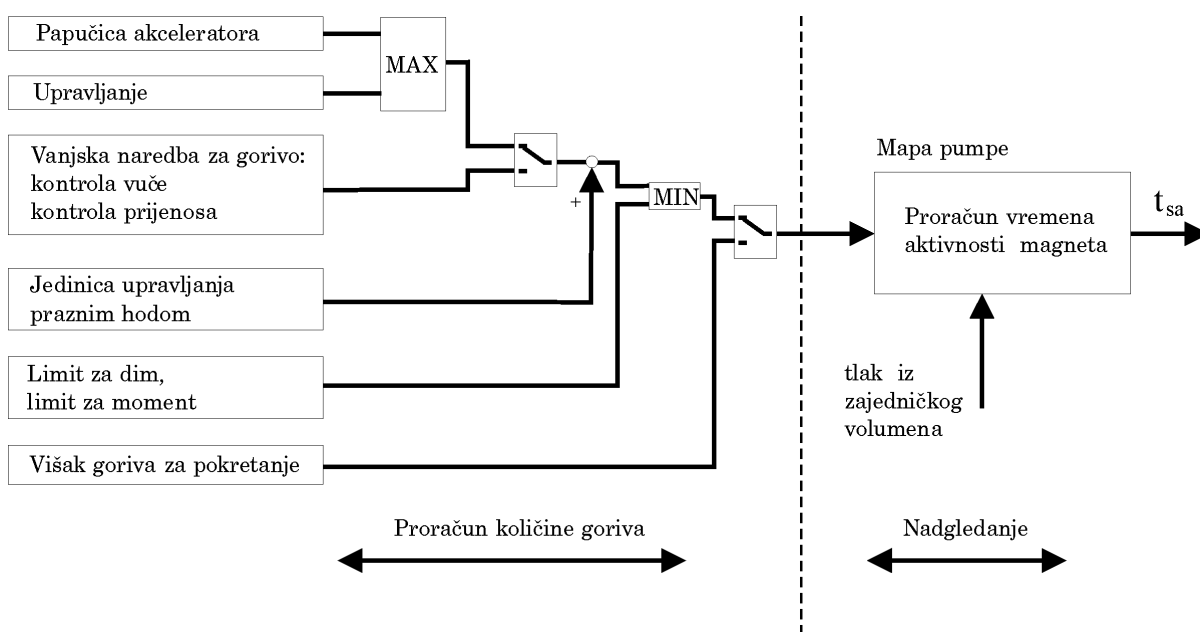 Papučica akceleratora
Upravljanje
MAX
Vanjska naredba za gorivo:
kontrola vuče
kontrola prijenosa
+
MIN
Jedinica upravljanja
praznim hodom
Limit za dim,
limit za moment
Višak goriva za pokretanje
Proračun količine goriva
Mapa pumpe
Proračun vremena
aktivnosti magneta
tsa
tlak iz
zajedničkog
volumena
Nadgledanje